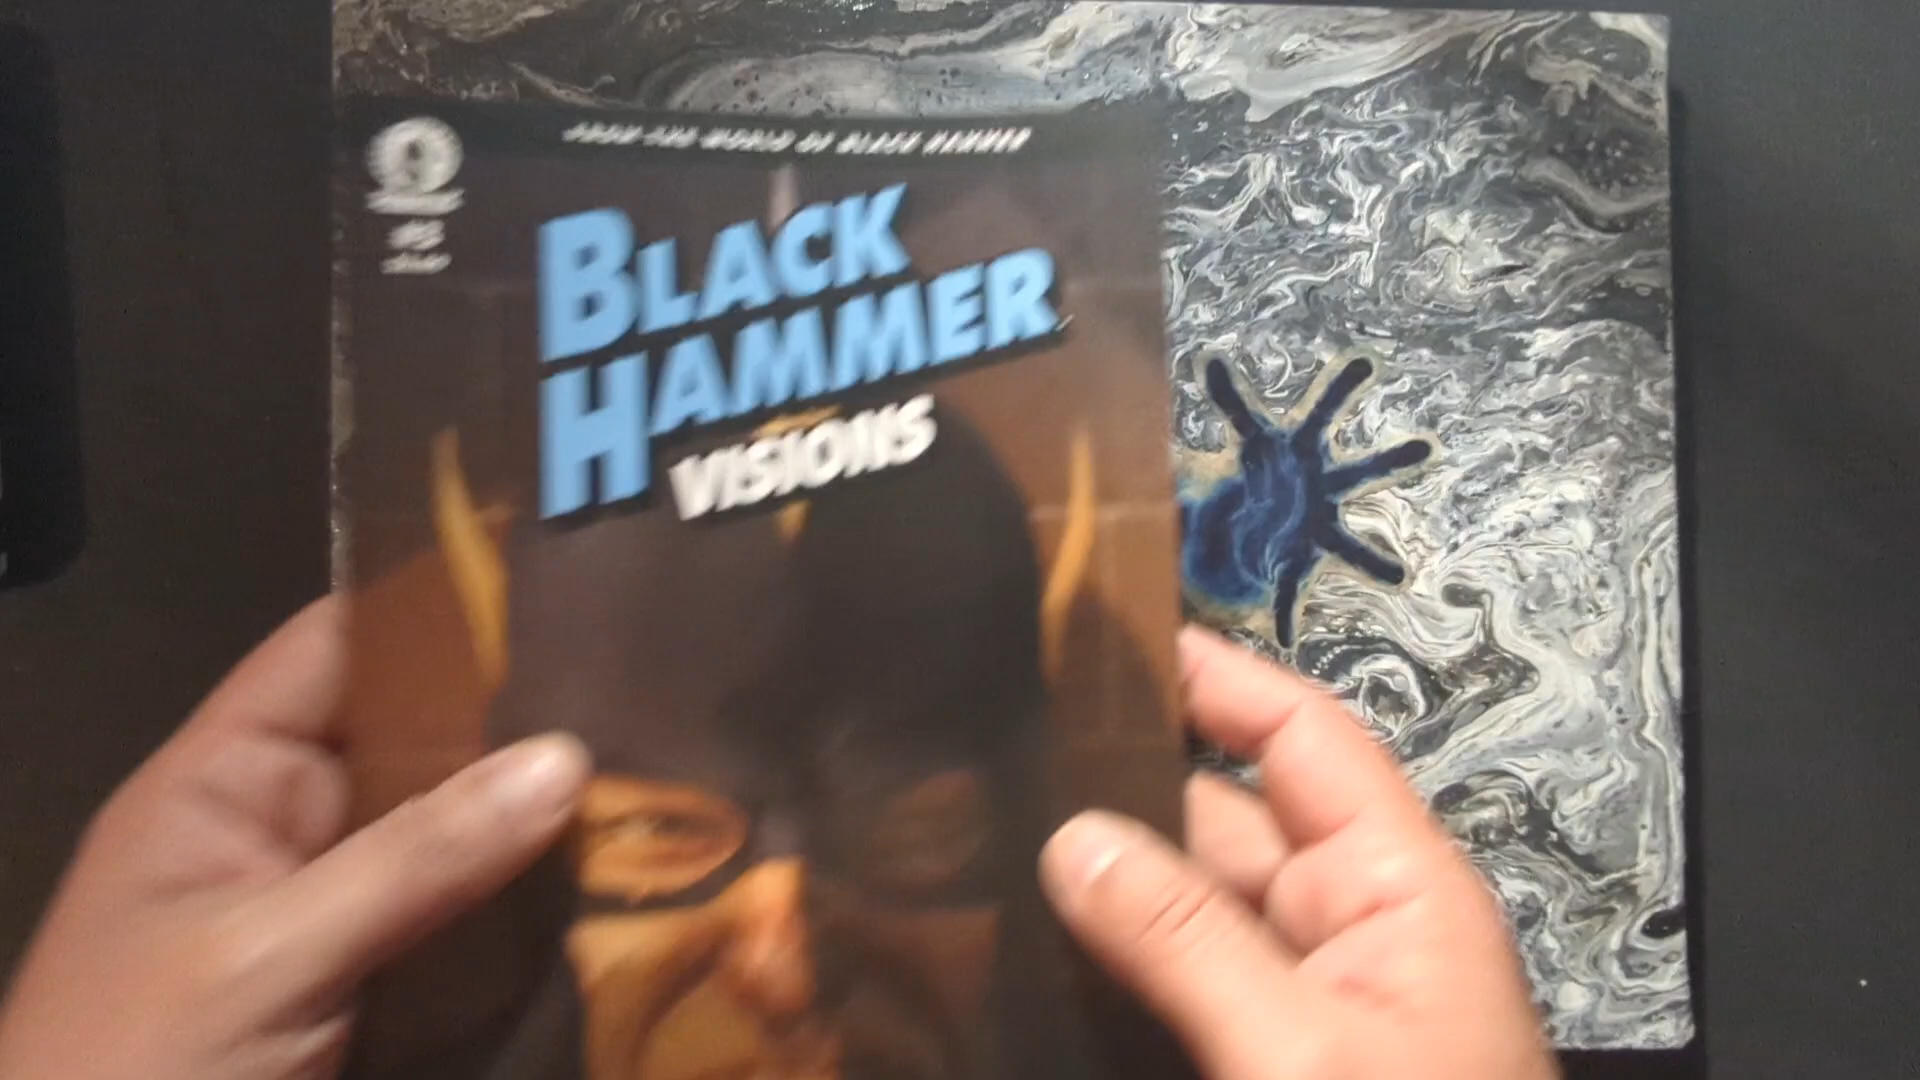 FROM THE WORLD OF BLACK HAMMER
BLACK
HAMMER
VISIONS